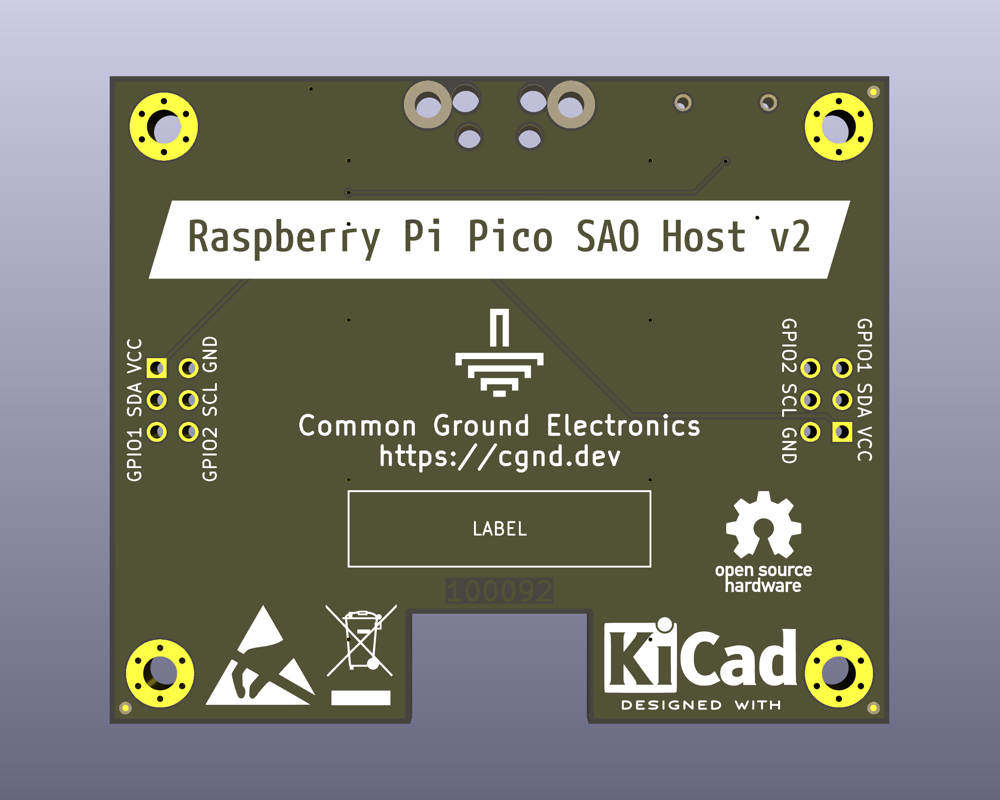 Raspberry Pi Pico SAO Host v2
GPIO1 SDA VCC
GPIO2 SCL GND
GPIO2 SCL GND
GPIO1 SDA VCC
Common Ground Electronics
https://cgnd.dev
LABEL
open source
hardware
100092
KiCad
DESIGNED WITH